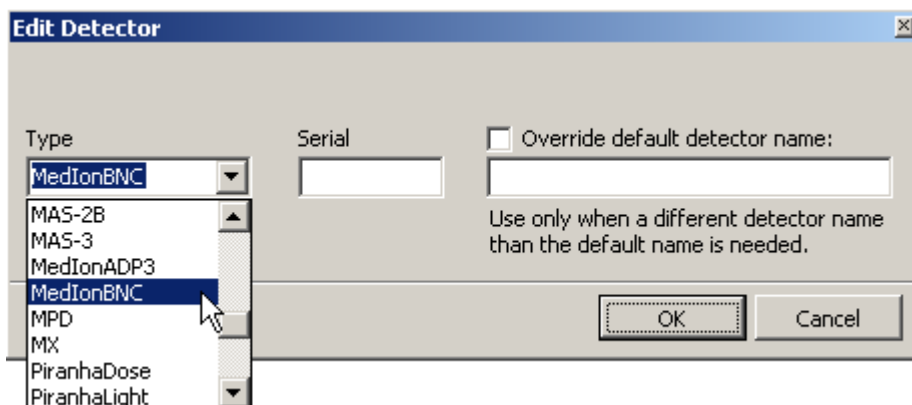 Edit Detector
Type
Serial
Override default detector name:
MedIonBNC
MAS-2B
MAS-3
MedIonADP3
MedIonBNC
MPD
MX
PiranhaDose
PiranhaLight
Use only when a different detector name
than the default name is needed.
OK
Cancel